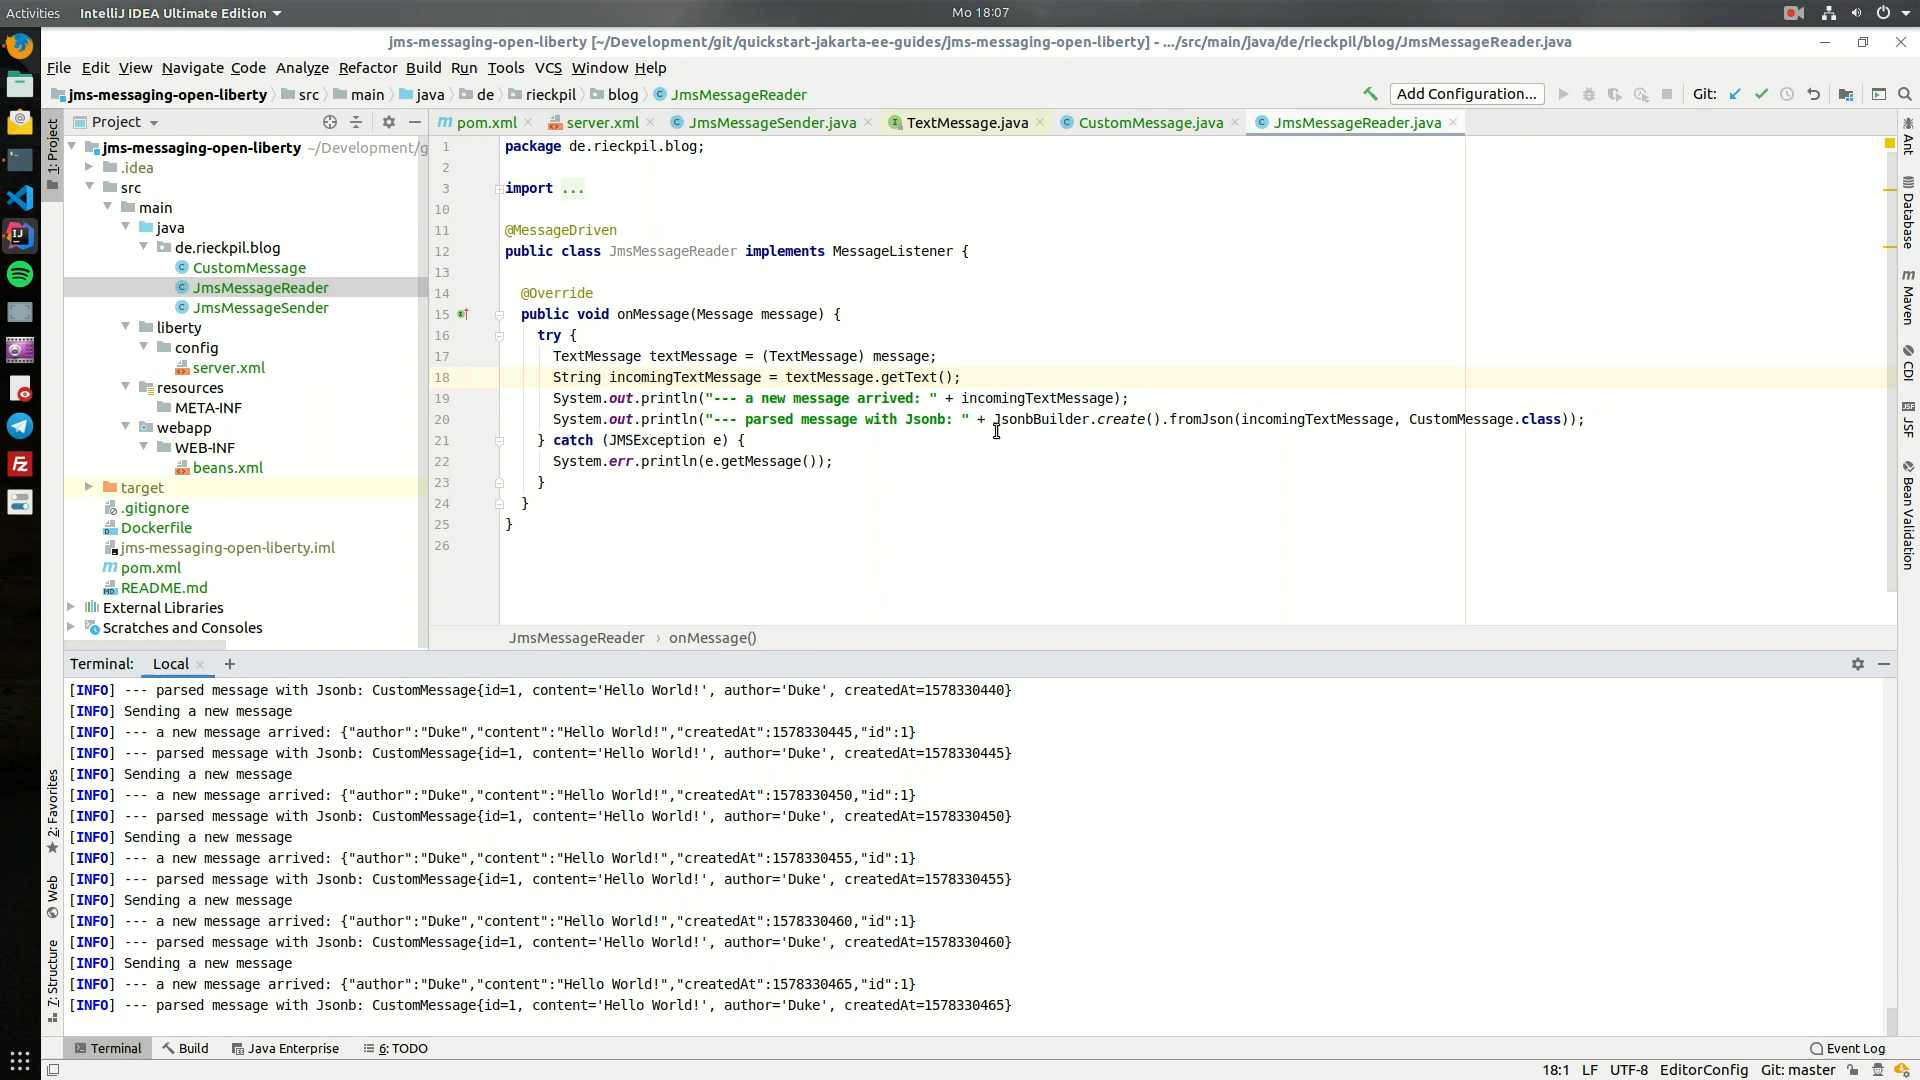 Activities IntelliJ IDEA Ultimate Edition Mo 18:07
jms-messaging-open-liberty [~/Development/git/quickstart-jakarta-ee-guides/jms-messaging-open-liberty] - .../src/main/java/de/rieckpil/blog/JmsMessageReader.java
File Edit View Navigate Code Analyze Refactor Build Run Tools VCS Window Help
jms-messaging-open-liberty src main java de rieckpil blog JmsMessageReader Add Configuration... Git:
Project pom.xml server.xml JmsMessageSender.java TextMessage.java CustomMessage.java JmsMessageReader.java
jms-messaging-open-liberty ~/Development/g
.idea
src
main
java
de.rieckpil.blog
CustomMessage
JmsMessageReader
JmsMessageSender
liberty
config
server.xml
resources
META-INF
webapp
WEB-INF
beans.xml
target
.gitignore
Dockerfile
jms-messaging-open-liberty.iml
pom.xml
README.md
External Libraries
Scratches and Consoles
1 package de.rieckpil.blog;
2
3 import ...
10
11 @MessageDriven
12 public class JmsMessageReader implements MessageListener {
13
14 @Override
15 public void onMessage(Message message) {
16 try {
17 TextMessage textMessage = (TextMessage) message;
18 String incomingTextMessage = textMessage.getText();
19 System.out.println("--- a new message arrived: " + incomingTextMessage);
20 System.out.println("--- parsed message with Jsonb: " + JsonbBuilder.create().fromJson(incomingTextMessage, CustomMessage.class));
21 } catch (JMSException e) {
22 System.err.println(e.getMessage());
23 }
24 }
25 }
26
JmsMessageReader › onMessage()
1: Project
2: Favorites
Web
7: Structure
Ant
Database
Maven
CDI
JSF
Bean Validation
Terminal: Local +
[INFO] --- parsed message with Jsonb: CustomMessage{id=1, content='Hello World!', author='Duke', createdAt=1578330440}
[INFO] Sending a new message
[INFO] --- a new message arrived: {"author":"Duke","content":"Hello World!","createdAt":1578330445,"id":1}
[INFO] --- parsed message with Jsonb: CustomMessage{id=1, content='Hello World!', author='Duke', createdAt=1578330445}
[INFO] Sending a new message
[INFO] --- a new message arrived: {"author":"Duke","content":"Hello World!","createdAt":1578330450,"id":1}
[INFO] --- parsed message with Jsonb: CustomMessage{id=1, content='Hello World!', author='Duke', createdAt=1578330450}
[INFO] Sending a new message
[INFO] --- a new message arrived: {"author":"Duke","content":"Hello World!","createdAt":1578330455,"id":1}
[INFO] --- parsed message with Jsonb: CustomMessage{id=1, content='Hello World!', author='Duke', createdAt=1578330455}
[INFO] Sending a new message
[INFO] --- a new message arrived: {"author":"Duke","content":"Hello World!","createdAt":1578330460,"id":1}
[INFO] --- parsed message with Jsonb: CustomMessage{id=1, content='Hello World!', author='Duke', createdAt=1578330460}
[INFO] Sending a new message
[INFO] --- a new message arrived: {"author":"Duke","content":"Hello World!","createdAt":1578330465,"id":1}
[INFO] --- parsed message with Jsonb: CustomMessage{id=1, content='Hello World!', author='Duke', createdAt=1578330465}
Terminal Build Java Enterprise 6: TODO Event Log
18:1 LF UTF-8 EditorConfig Git: master